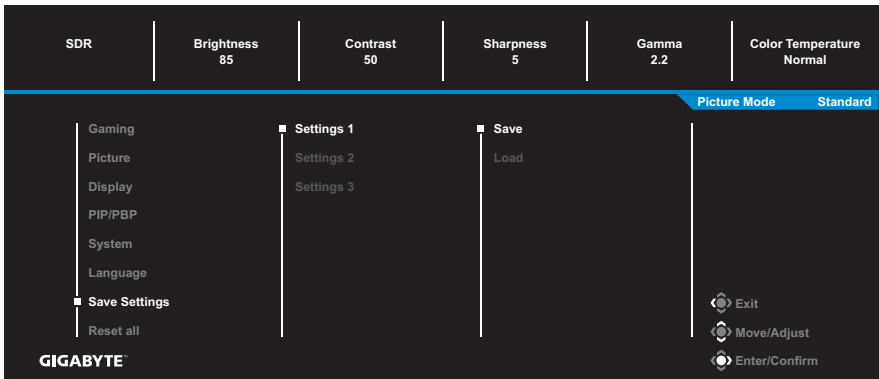 SDR
Brightness
85
Contrast
50
Sharpness
5
Gamma
2.2
Color Temperature
Normal
Picture Mode Standard
Gaming
Picture
Display
PIP/PBP
System
Language
Save Settings
Reset all
Settings 1
Settings 2
Settings 3
Save
Load
Exit
Move/Adjust
Enter/Confirm
GIGABYTE™